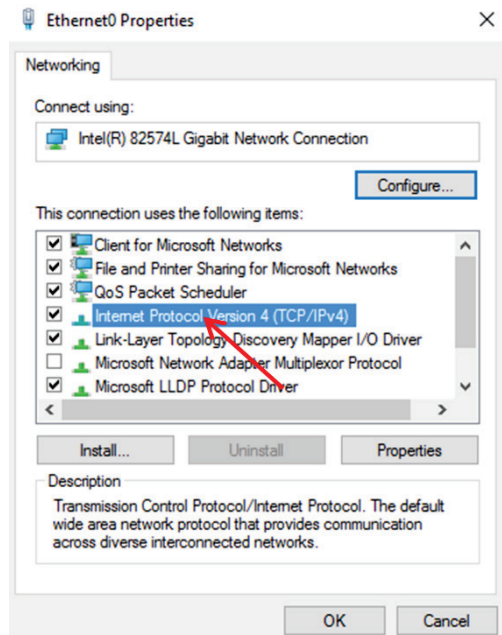 Ethernet0 Properties
Networking
Connect using:
Intel(R) 82574L Gigabit Network Connection
Configure...
This connection uses the following items:
Client for Microsoft Networks
File and Printer Sharing for Microsoft Networks
QoS Packet Scheduler
Internet Protocol Version 4 (TCP/IPv4)
Link-Layer Topology Discovery Mapper I/O Driver
Microsoft Network Adapter Multiplexor Protocol
Microsoft LLDP Protocol Driver
Install...
Uninstall
Properties
Description
Transmission Control Protocol/Internet Protocol. The default
wide area network protocol that provides communication
across diverse interconnected networks.
OK
Cancel